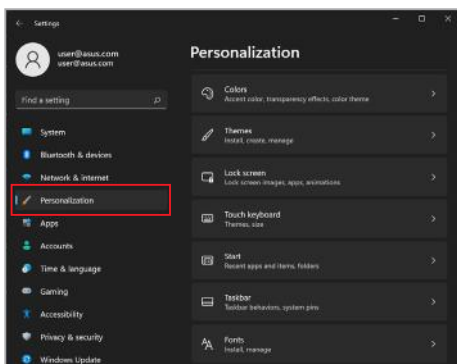 Settings
user@asus.com
user@asus.com
Find a setting
System
Bluetooth & devices
Network & internet
Personalization
Apps
Accounts
Time & language
Gaming
Accessibility
Privacy & security
Windows Update
Personalization
Colors
Accent color, transparency effects, color theme
Themes
Install, create, manage
Lock screen
Lock screen images, apps, animations
Touch keyboard
Themes, size
Start
Recent apps and items, folders
Taskbar
Taskbar behaviors, system pins
Fonts
Install, manage